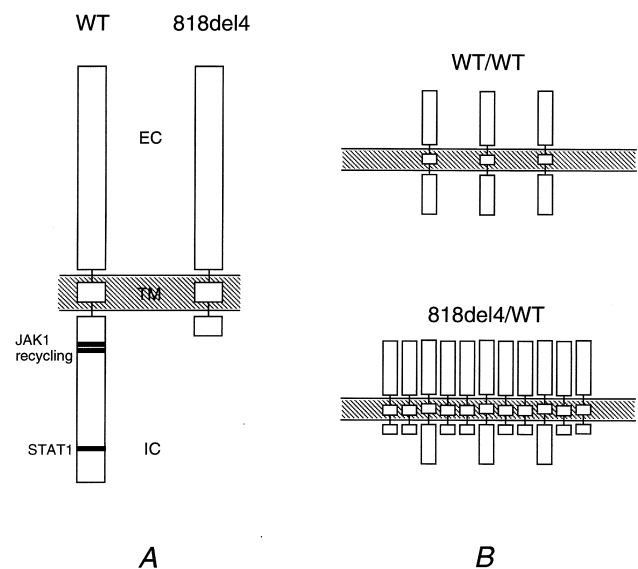 WT
818del4
EC
TM
JAK1
recycling
STAT1
IC
A
WT/WT
818del4/WT
B